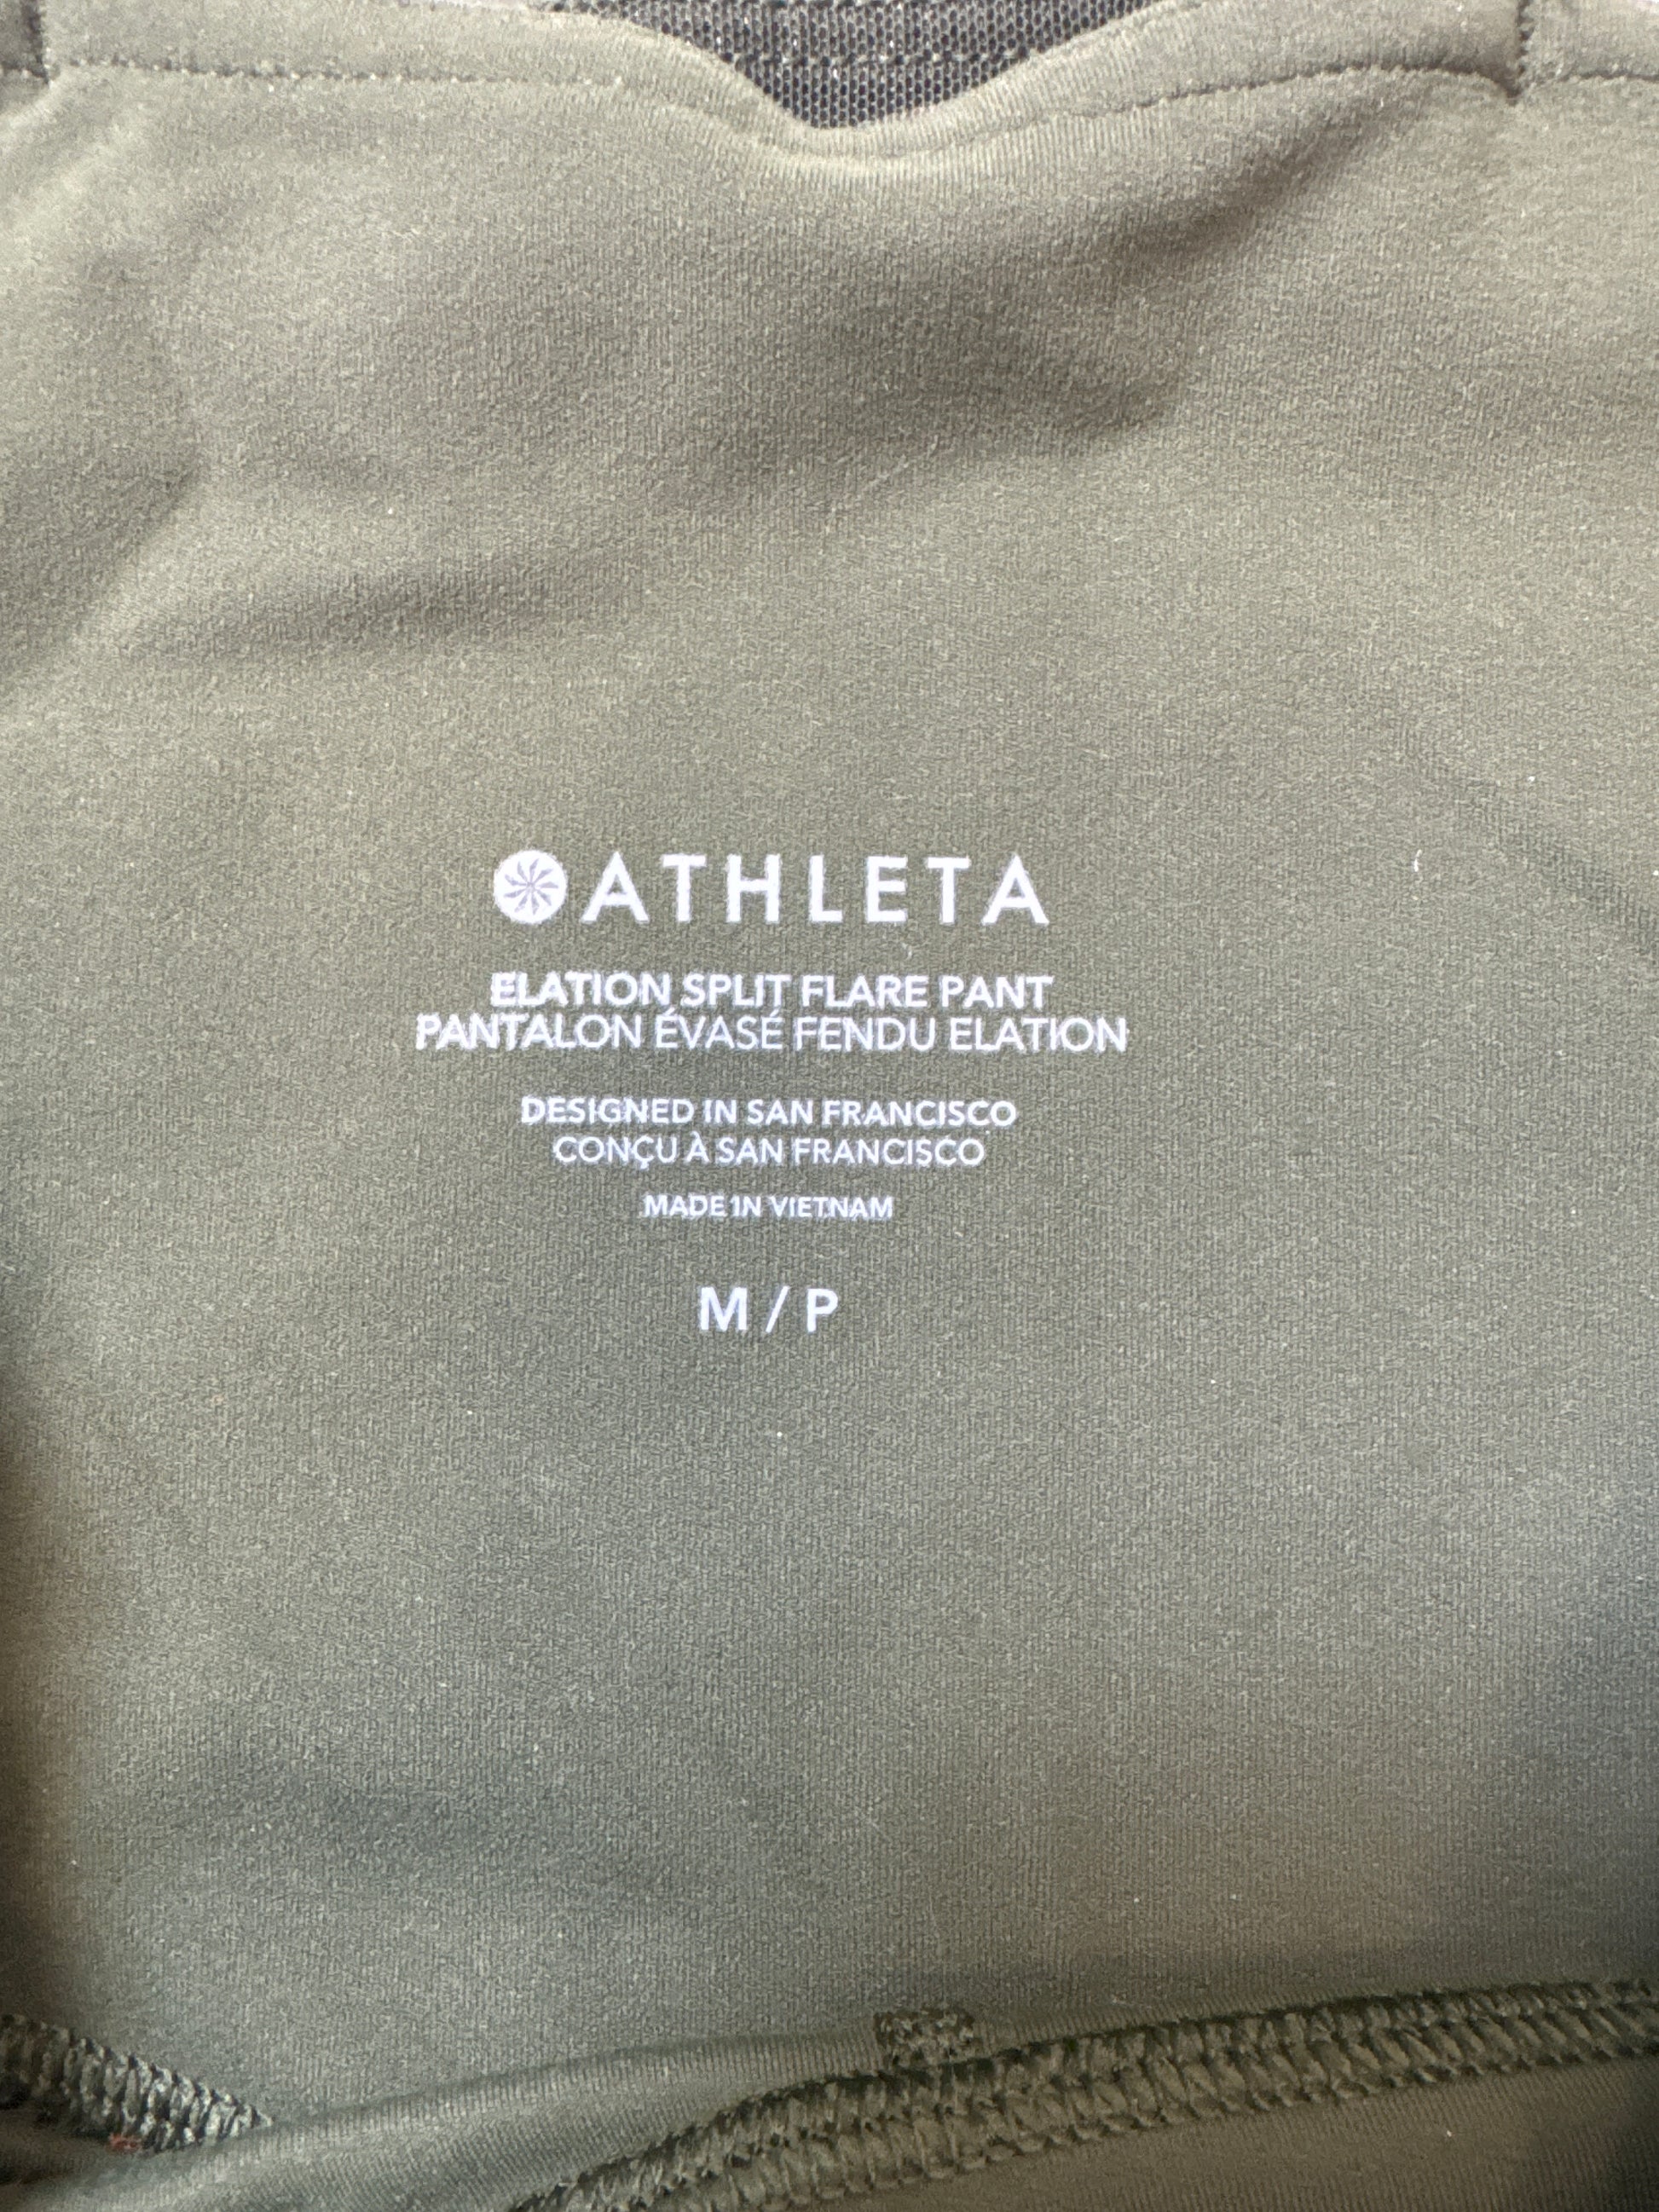 ATHLETA
ELATION SPLIT FLARE PANT
PANTALON ÉVASÉ FENDU ELATION
DESIGNED IN SAN FRANCISCO
CONÇU À SAN FRANCISCO
MADE IN VIETNAM
M / P